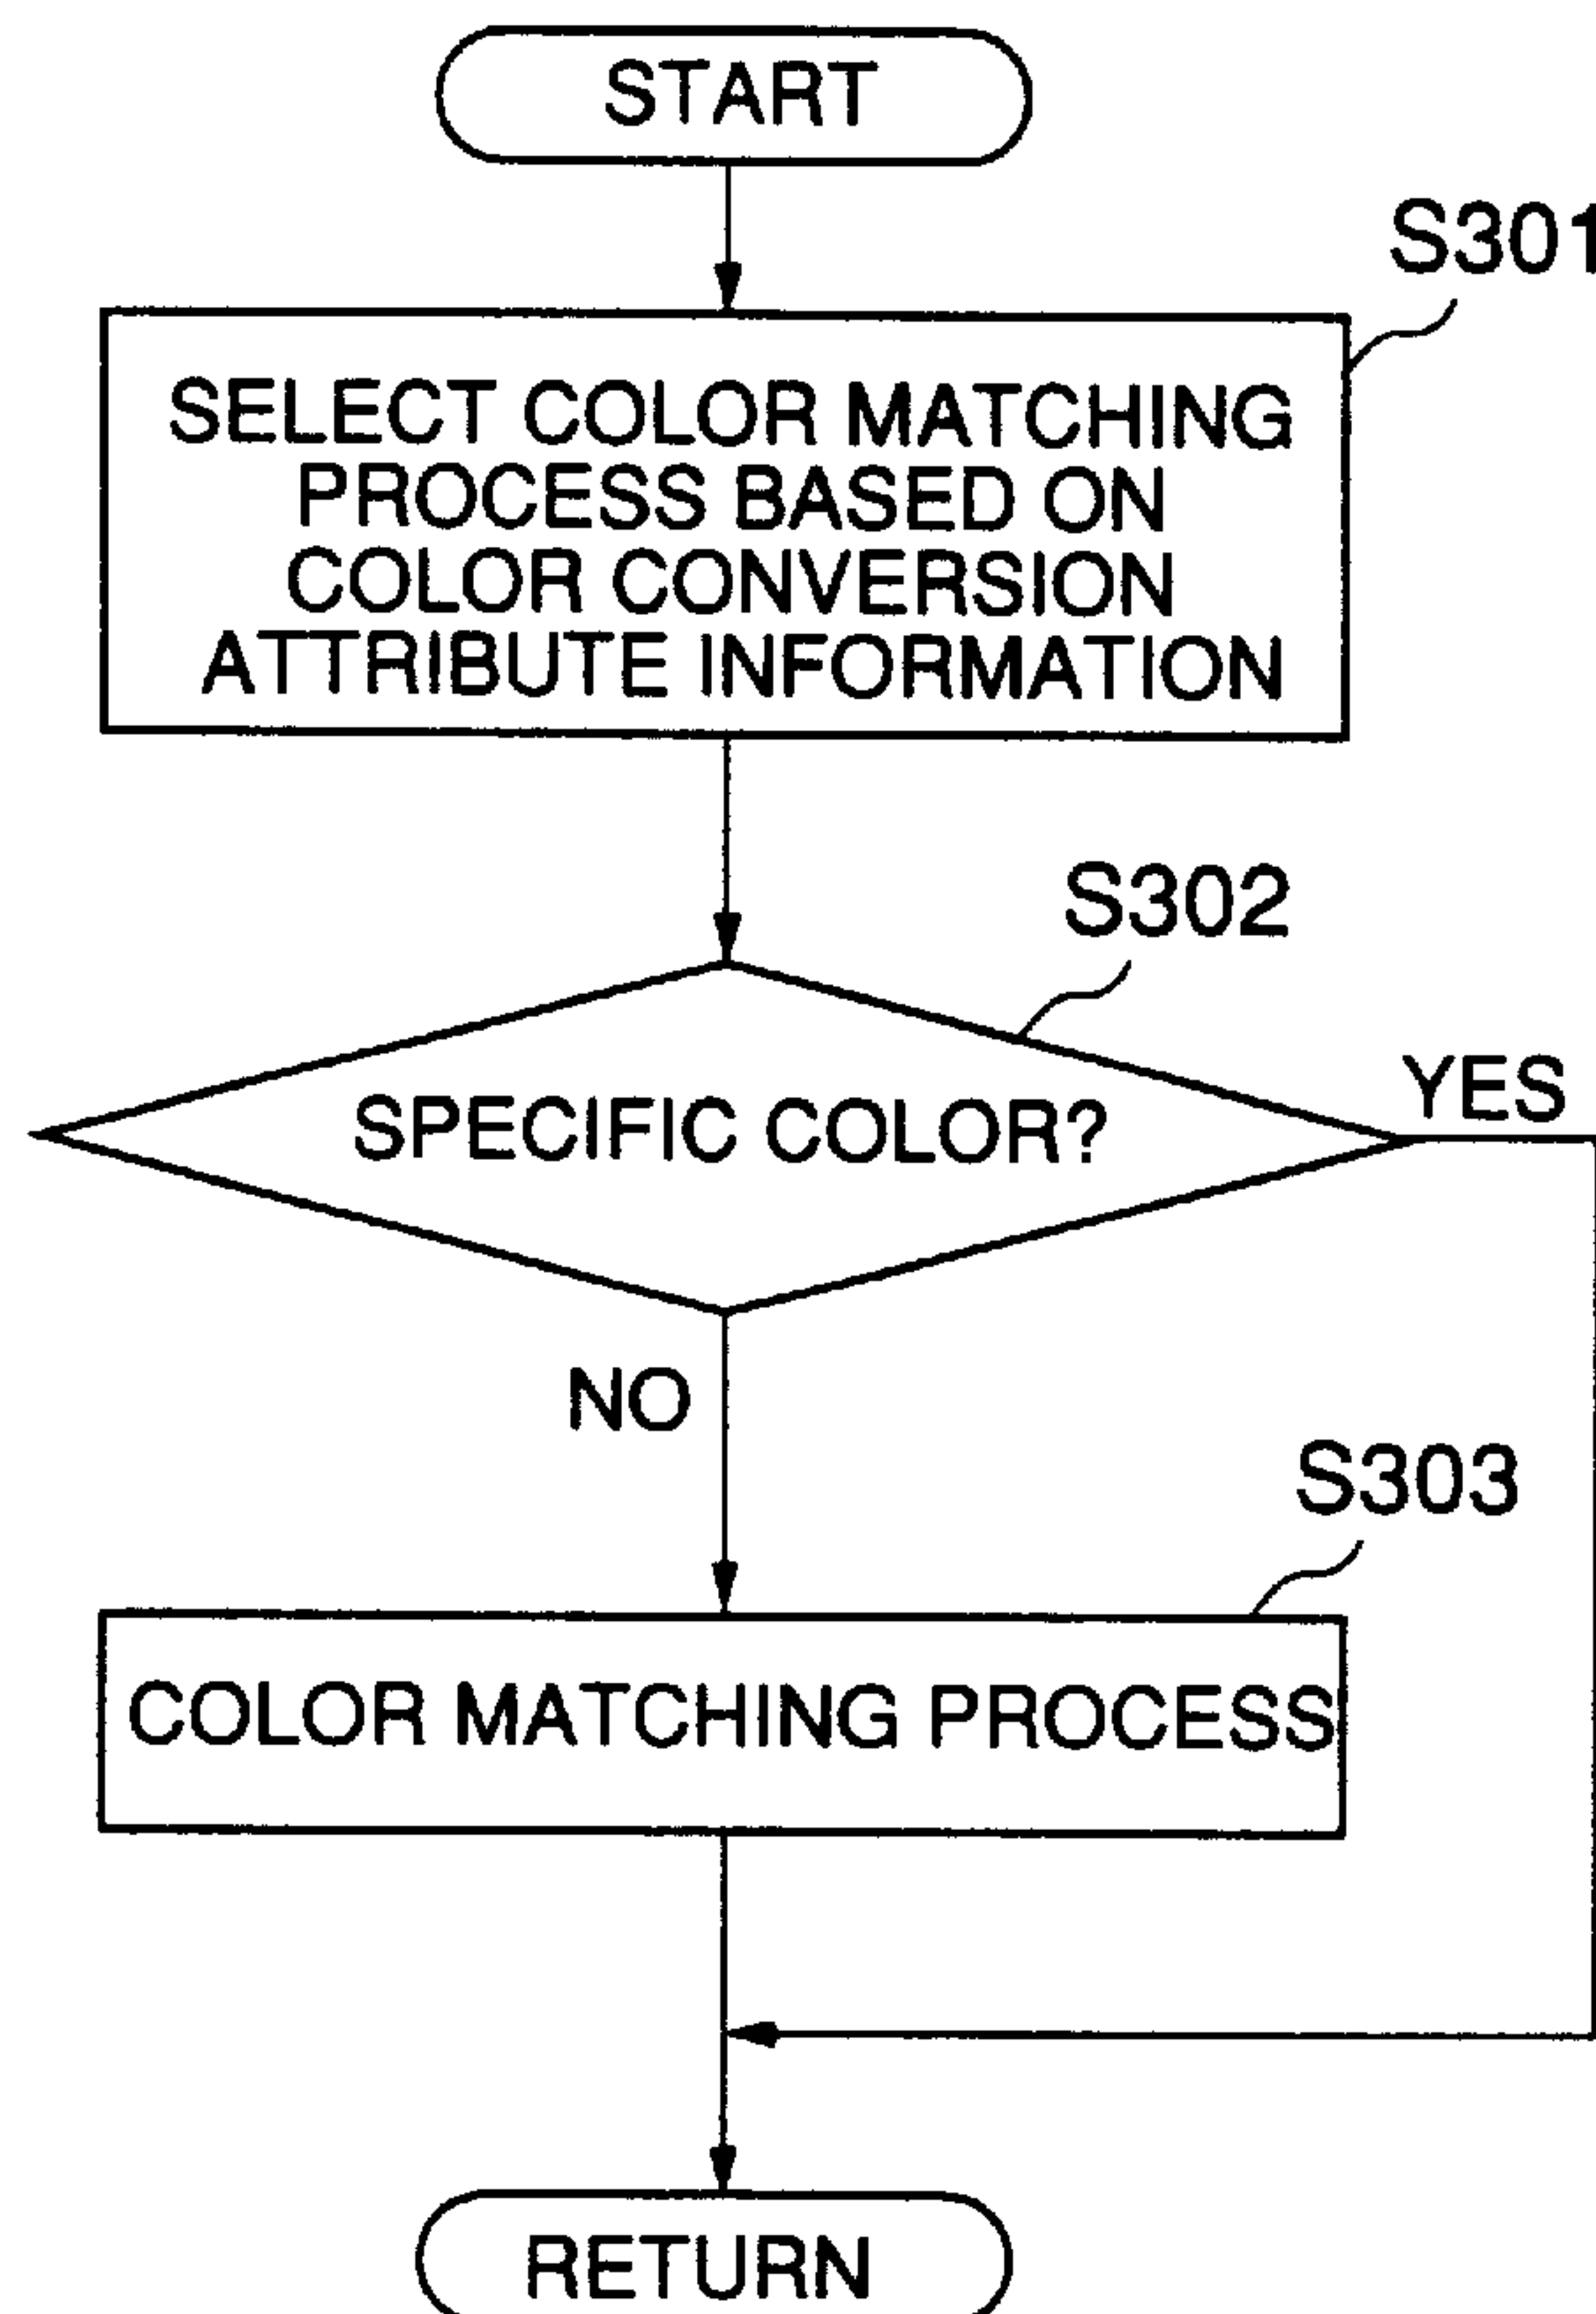 START
S301
SELECT COLOR MATCHING
PROCESS BASED ON
COLOR CONVERSION
ATTRIBUTE INFORMATION
S302
YES
SPECIFIC COLOR?
NO
S303
COLOR MATCHING PROCESS
RETURN